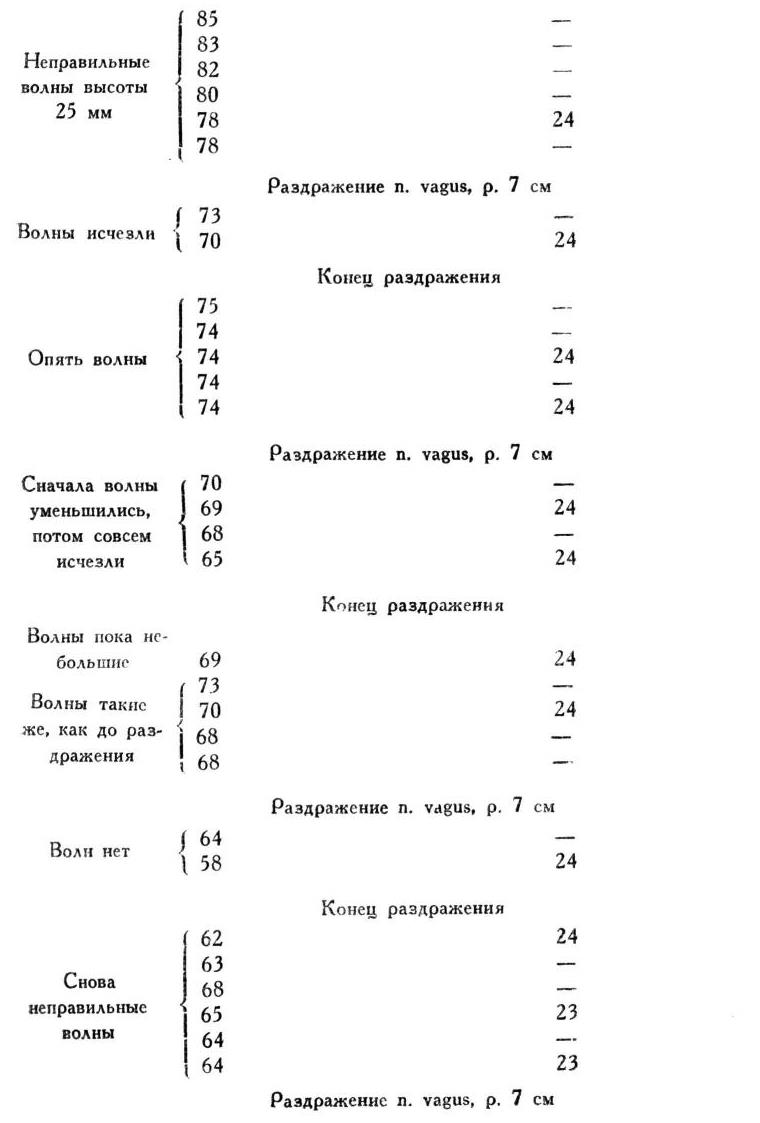 85 —
83 —
Неправильные
82 —
волны высоты
80 —
25 мм
78 24
78 —
Раздражение n. vagus, р. 7 см
73 —
Волны исчезли
70 24
Конец раздражения
75 —
74 —
Опять волны 74 24
74 —
74 24
Раздражение n. vagus, р. 7 см
Сначала волны 70 —
уменьшились, 69 24
потом совсем 68 —
исчезли 65 24
Конец раздражения
Волны пока не-
большие 69 24
73 —
Волны такие 70 24
же, как до раз- 68 —
дражения 68 —
Раздражение n. vagus, р. 7 см
64 —
Волн нет
58 24
Конец раздражения
62 24
63 —
Снова
68 —
неправильные 65 23
волны
64 —
64 23
Раздражение n. vagus, р. 7 см